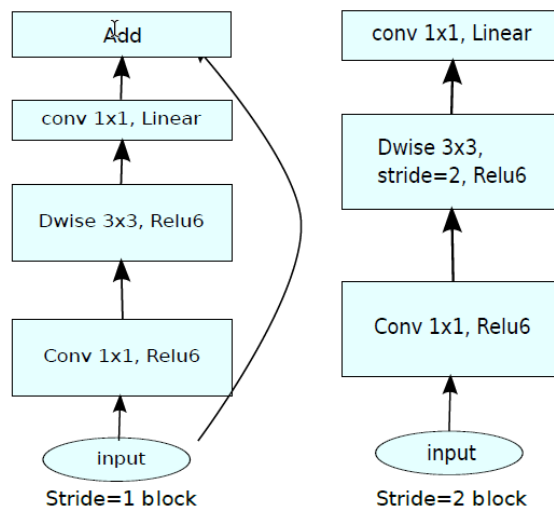 Add
conv 1x1, Linear
Dwise 3x3, Relu6
Conv 1x1, Relu6
input
Stride=1 block
conv 1x1, Linear
Dwise 3x3,
stride=2, Relu6
Conv 1x1, Relu6
input
Stride=2 block